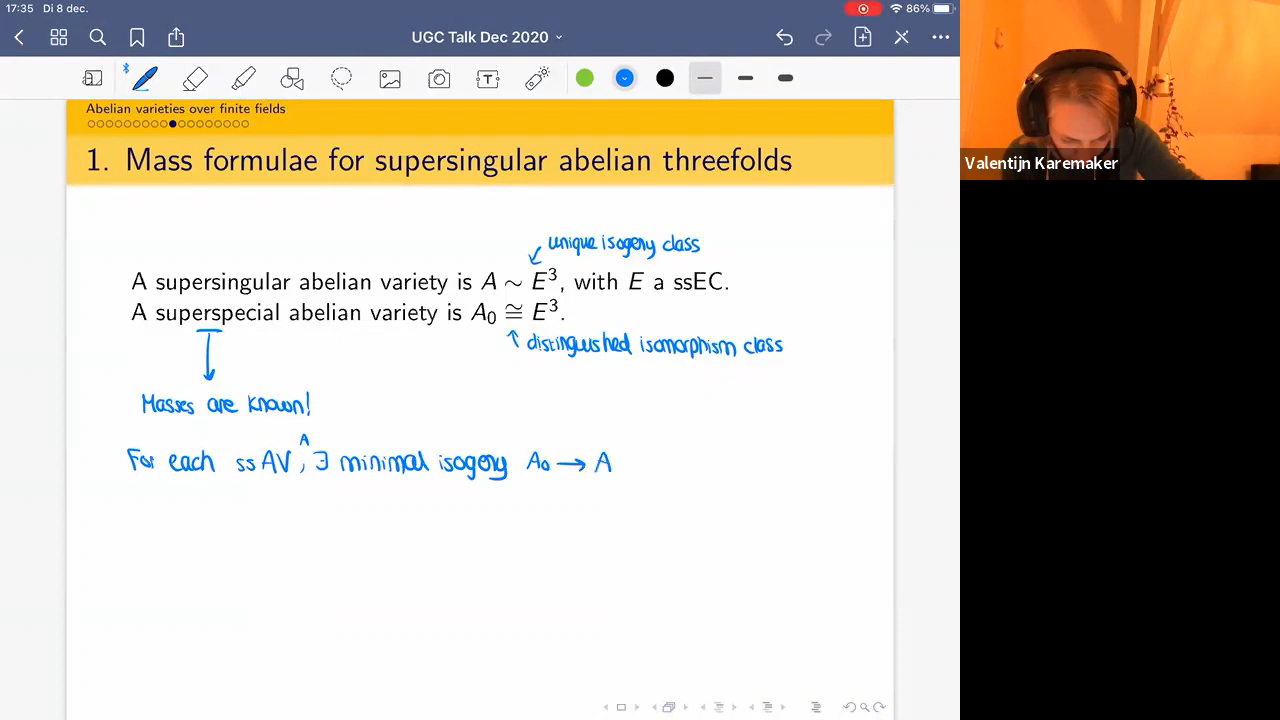 17:35 Di 8 dec.
86%
UGC Talk Dec 2020
Abelian varieties over finite fields
1. Mass formulae for supersingular abelian threefolds
unique isogeny class
A supersingular abelian variety is A ∼ E³, with E a ssEC.
A superspecial abelian variety is A₀ ≅ E³.
distinguished isomorphism class
Masses are known!
For each ssAV A, ∃ minimal isogeny A₀ → A
Valentijn Karemaker